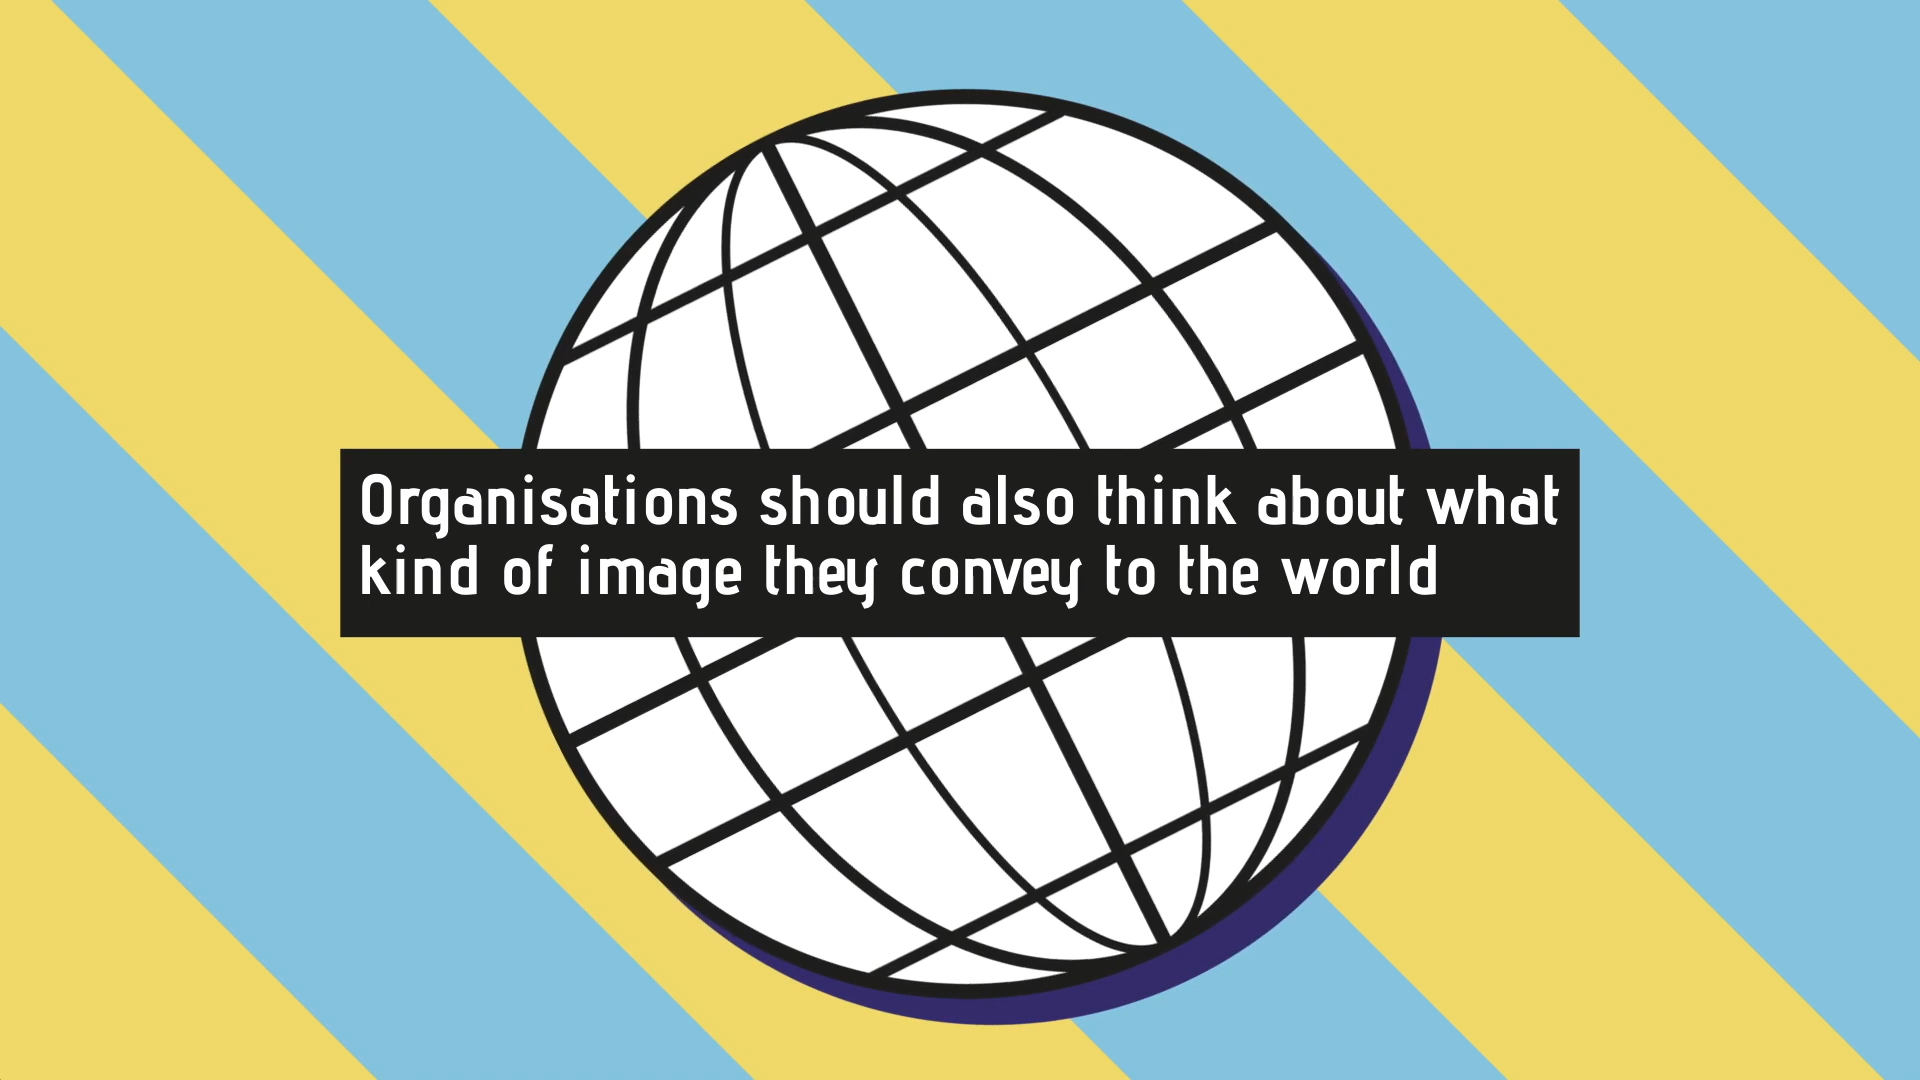 Organisations should also think about what
kind of image they convey to the world